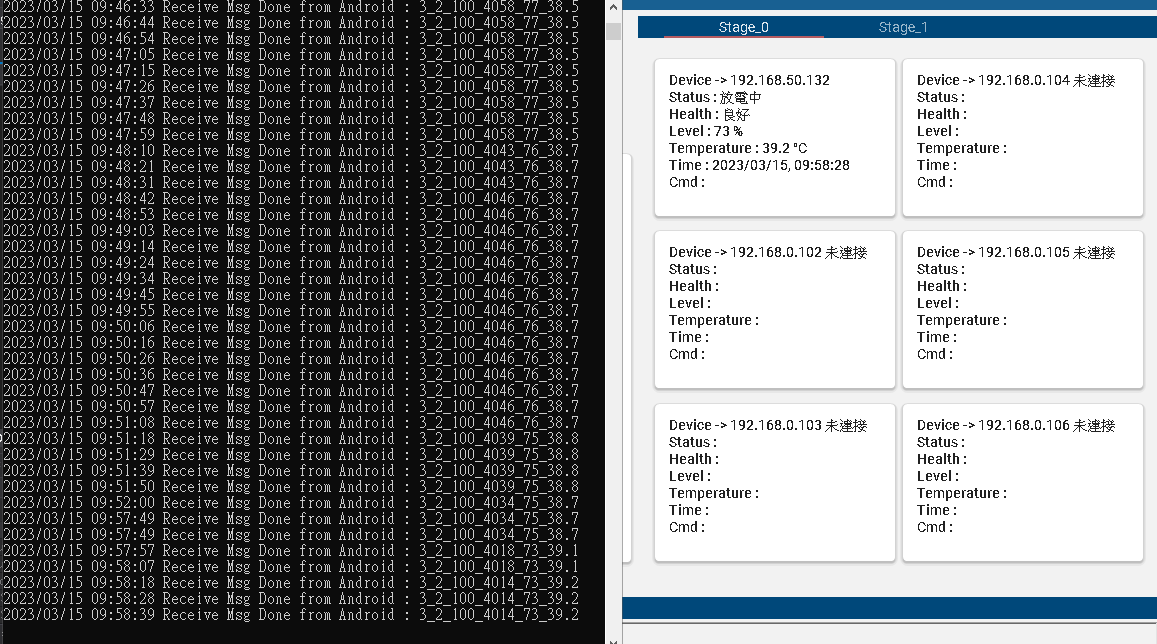 2023/03/15 09:46:33 Receive Msg Done from Android : 3_2_100_4058_77_38.5
2023/03/15 09:46:44 Receive Msg Done from Android : 3_2_100_4058_77_38.5
2023/03/15 09:46:54 Receive Msg Done from Android : 3_2_100_4058_77_38.5
2023/03/15 09:47:05 Receive Msg Done from Android : 3_2_100_4058_77_38.5
2023/03/15 09:47:15 Receive Msg Done from Android : 3_2_100_4058_77_38.5
2023/03/15 09:47:26 Receive Msg Done from Android : 3_2_100_4058_77_38.5
2023/03/15 09:47:37 Receive Msg Done from Android : 3_2_100_4058_77_38.5
2023/03/15 09:47:48 Receive Msg Done from Android : 3_2_100_4058_77_38.5
2023/03/15 09:47:59 Receive Msg Done from Android : 3_2_100_4058_77_38.5
2023/03/15 09:48:10 Receive Msg Done from Android : 3_2_100_4043_76_38.7
2023/03/15 09:48:21 Receive Msg Done from Android : 3_2_100_4043_76_38.7
2023/03/15 09:48:31 Receive Msg Done from Android : 3_2_100_4043_76_38.7
2023/03/15 09:48:42 Receive Msg Done from Android : 3_2_100_4046_76_38.7
2023/03/15 09:48:53 Receive Msg Done from Android : 3_2_100_4046_76_38.7
2023/03/15 09:49:03 Receive Msg Done from Android : 3_2_100_4046_76_38.7
2023/03/15 09:49:14 Receive Msg Done from Android : 3_2_100_4046_76_38.7
2023/03/15 09:49:24 Receive Msg Done from Android : 3_2_100_4046_76_38.7
2023/03/15 09:49:34 Receive Msg Done from Android : 3_2_100_4046_76_38.7
2023/03/15 09:49:45 Receive Msg Done from Android : 3_2_100_4046_76_38.7
2023/03/15 09:49:55 Receive Msg Done from Android : 3_2_100_4046_76_38.7
2023/03/15 09:50:06 Receive Msg Done from Android : 3_2_100_4046_76_38.7
2023/03/15 09:50:16 Receive Msg Done from Android : 3_2_100_4046_76_38.7
2023/03/15 09:50:26 Receive Msg Done from Android : 3_2_100_4046_76_38.7
2023/03/15 09:50:36 Receive Msg Done from Android : 3_2_100_4046_76_38.7
2023/03/15 09:50:47 Receive Msg Done from Android : 3_2_100_4046_76_38.7
2023/03/15 09:50:57 Receive Msg Done from Android : 3_2_100_4046_76_38.7
2023/03/15 09:51:08 Receive Msg Done from Android : 3_2_100_4046_76_38.7
2023/03/15 09:51:18 Receive Msg Done from Android : 3_2_100_4039_75_38.8
2023/03/15 09:51:29 Receive Msg Done from Android : 3_2_100_4039_75_38.8
2023/03/15 09:51:39 Receive Msg Done from Android : 3_2_100_4039_75_38.8
2023/03/15 09:51:50 Receive Msg Done from Android : 3_2_100_4039_75_38.8
2023/03/15 09:52:00 Receive Msg Done from Android : 3_2_100_4034_75_38.7
2023/03/15 09:57:49 Receive Msg Done from Android : 3_2_100_4034_75_38.7
2023/03/15 09:57:49 Receive Msg Done from Android : 3_2_100_4034_75_38.7
2023/03/15 09:57:57 Receive Msg Done from Android : 3_2_100_4018_73_39.1
2023/03/15 09:58:07 Receive Msg Done from Android : 3_2_100_4018_73_39.1
2023/03/15 09:58:18 Receive Msg Done from Android : 3_2_100_4014_73_39.2
2023/03/15 09:58:28 Receive Msg Done from Android : 3_2_100_4014_73_39.2
2023/03/15 09:58:39 Receive Msg Done from Android : 3_2_100_4014_73_39.2
Stage_0
Stage_1
Device -> 192.168.50.132
Status : 放電中
Health : 良好
Level : 73 %
Temperature : 39.2 °C
Time : 2023/03/15, 09:58:28
Cmd :
Device -> 192.168.0.104 未連接
Status :
Health :
Level :
Temperature :
Time :
Cmd :
Device -> 192.168.0.102 未連接
Status :
Health :
Level :
Temperature :
Time :
Cmd :
Device -> 192.168.0.105 未連接
Status :
Health :
Level :
Temperature :
Time :
Cmd :
Device -> 192.168.0.103 未連接
Status :
Health :
Level :
Temperature :
Time :
Cmd :
Device -> 192.168.0.106 未連接
Status :
Health :
Level :
Temperature :
Time :
Cmd :